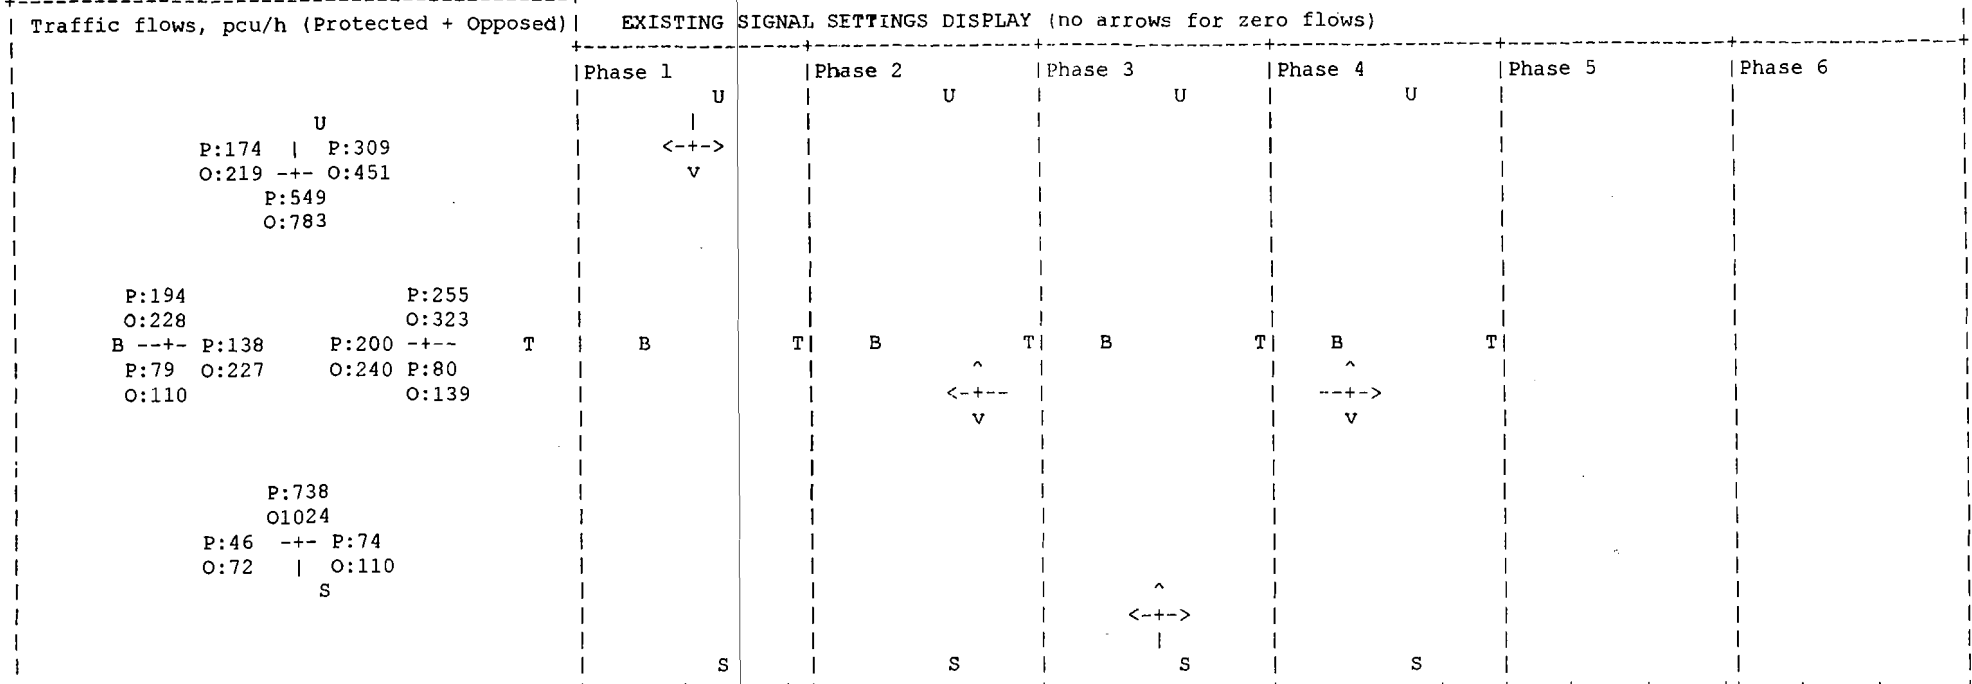 Traffic flows, pcu/h (Protected + Opposed) EXISTING SIGNAL SETTINGS DISPLAY (no arrows for zero flows)
Phase 1 Phase 2 Phase 3 Phase 4 Phase 5 Phase 6
U U U U
U
P:174 | P:309 <-+->
O:219 -+- O:451 v
P:549
O:783
P:194 P:255
O:228 O:323
B --+- P:138 P:200 -+-- T B T B T B T B T
P:79 O:227 O:240 P:80 ^ ^
O:110 O:139 <-+-- --+->
v v
P:738
O1024
P:46 -+- P:74
O:72 | O:110
S ^
<-+->
|
S S S S